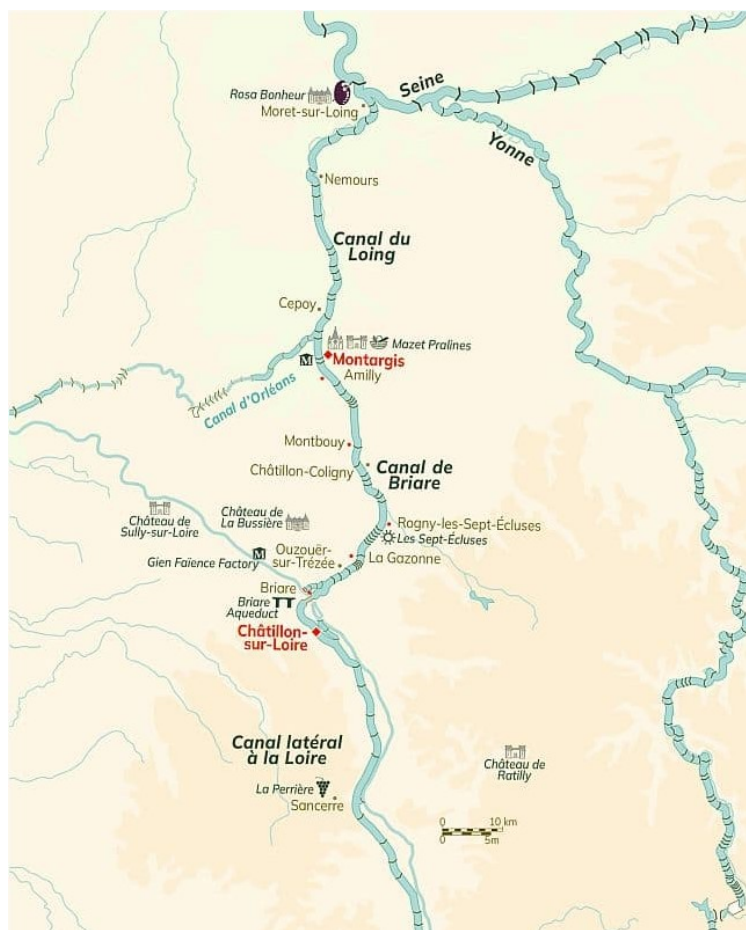 Seine
Rosa Bonheur
Moret-sur-Loing
Yonne
Nemours
Canal du
Loing
Cepoy
Mazet Pralines
M
Montargis
Amilly
Canal d'Orléans
Montbouy
Canal de
Briare
Châtillon-Coligny
Château de
Sully-sur-Loire
Château de
La Bussière
Rogny-les-Sept-Écluses
Les Sept-Écluses
M
Gien Faïence Factory
Ouzouër-
sur-Trézée
La Gazonne
Briare
Briare
Aqueduct
Châtillon-
sur-Loire
Canal latéral
à la Loire
Château de
Ratilly
La Perrière
Sancerre
0 10 km
0 5m